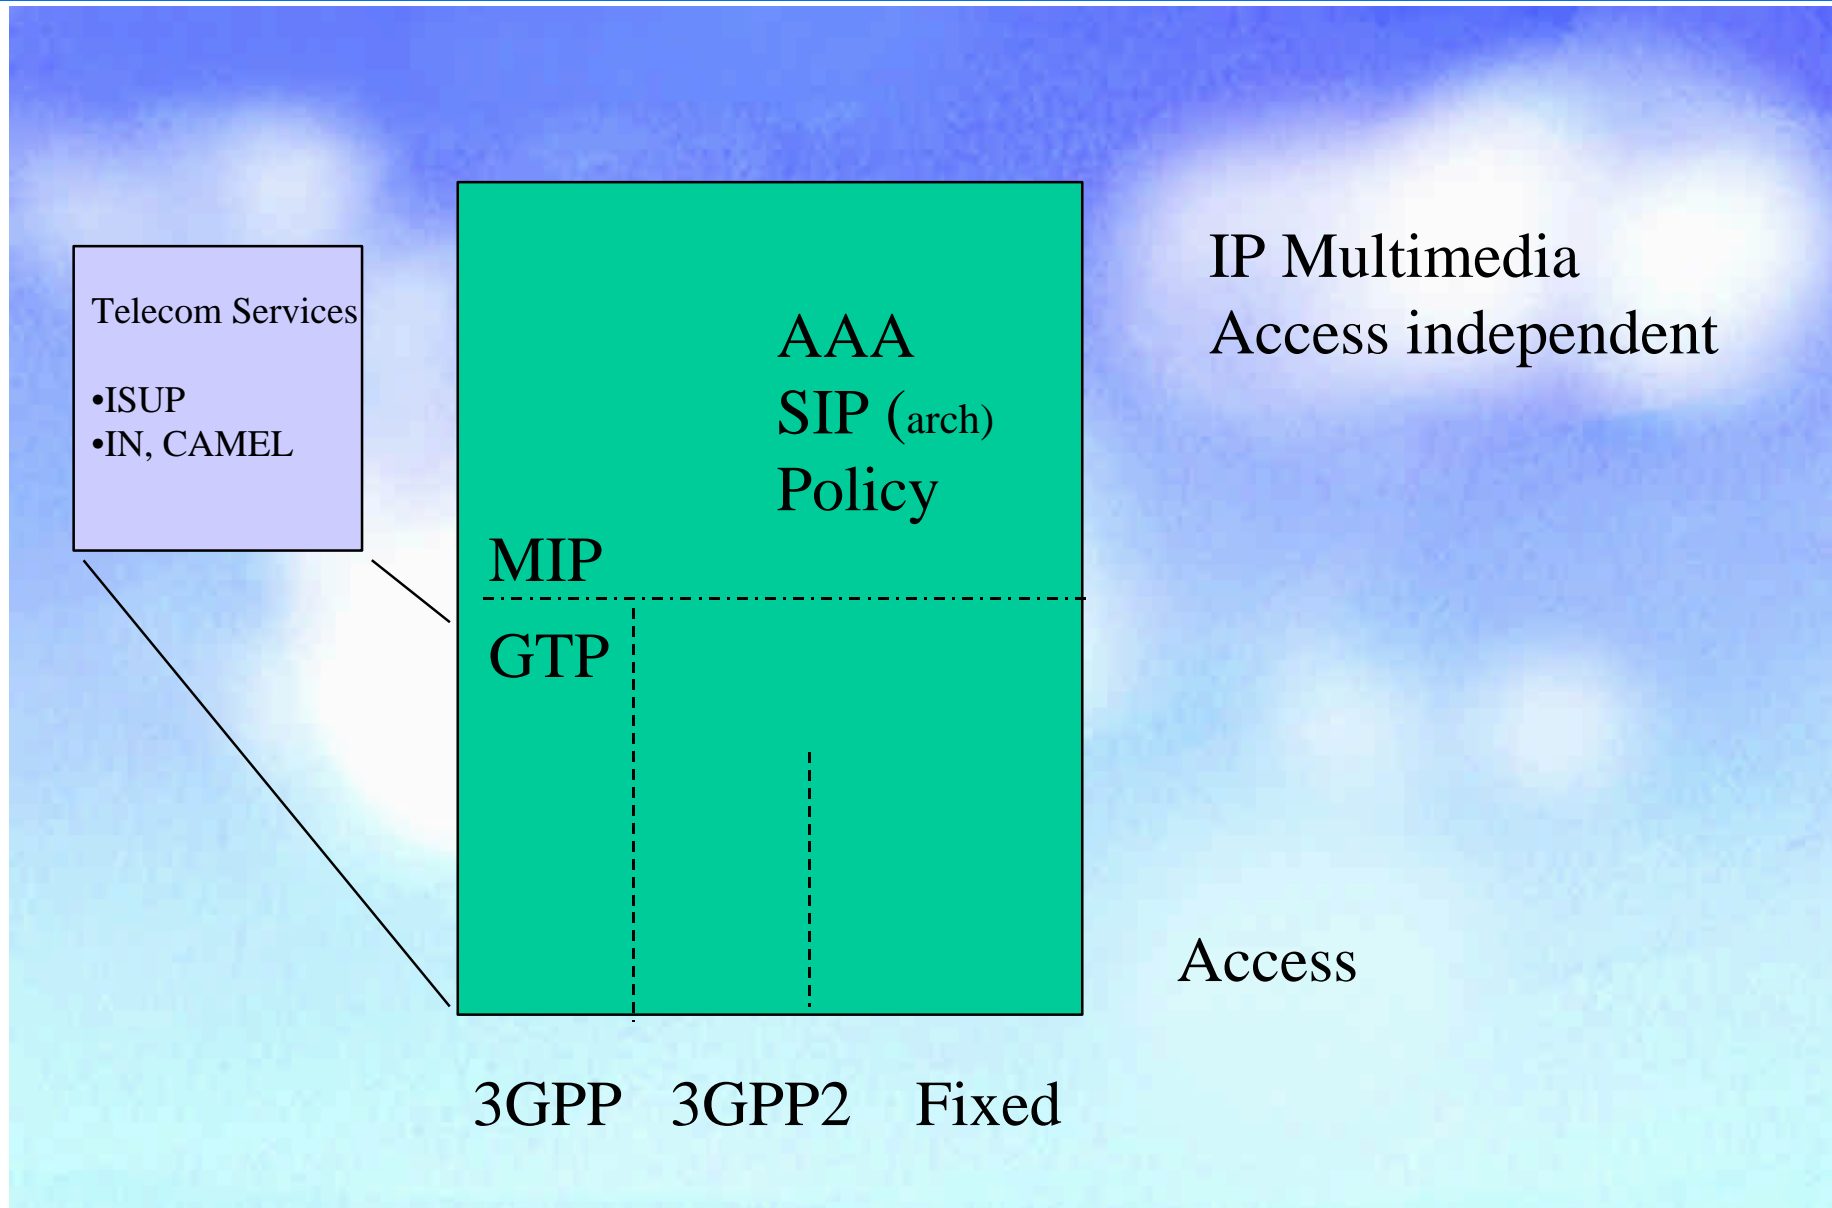 Telecom Services
•ISUP
•IN, CAMEL
AAA
SIP (arch)
Policy
MIP
GTP
IP Multimedia
Access independent
Access
3GPP 3GPP2 Fixed